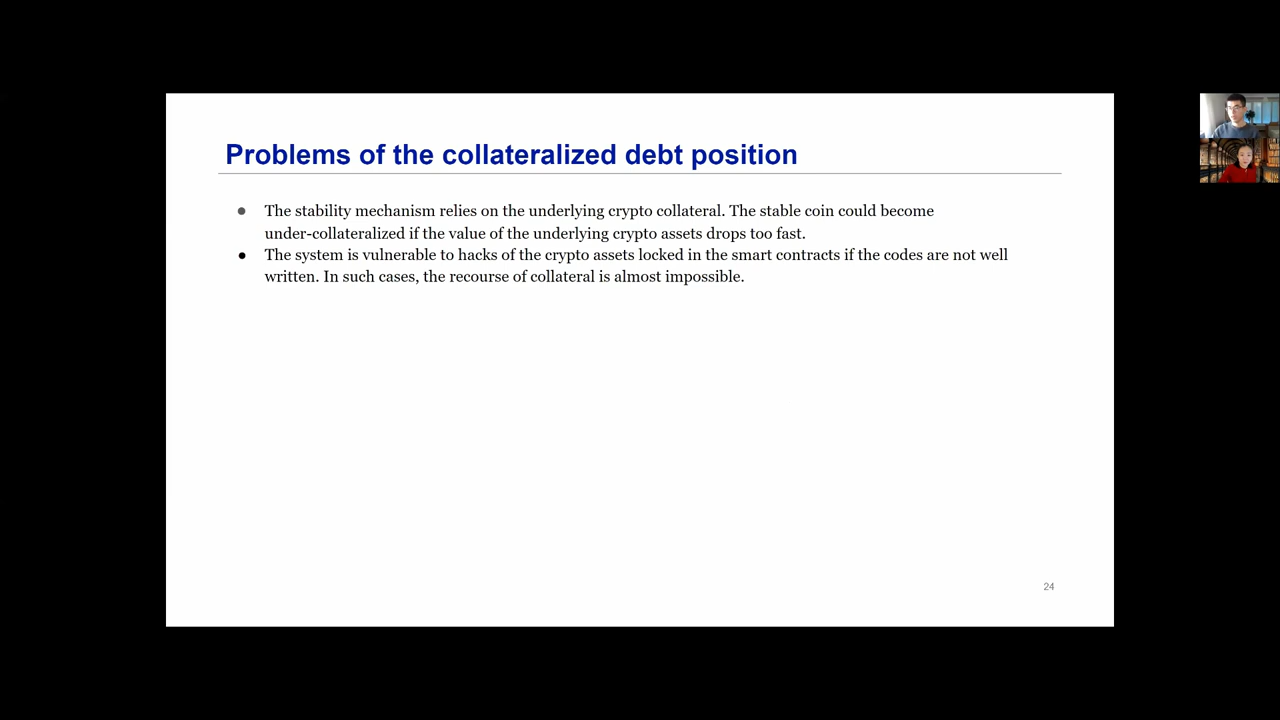 Problems of the collateralized debt position
● The stability mechanism relies on the underlying crypto collateral. The stable coin could become
under-collateralized if the value of the underlying crypto assets drops too fast.
● The system is vulnerable to hacks of the crypto assets locked in the smart contracts if the codes are not well
written. In such cases, the recourse of collateral is almost impossible.
24